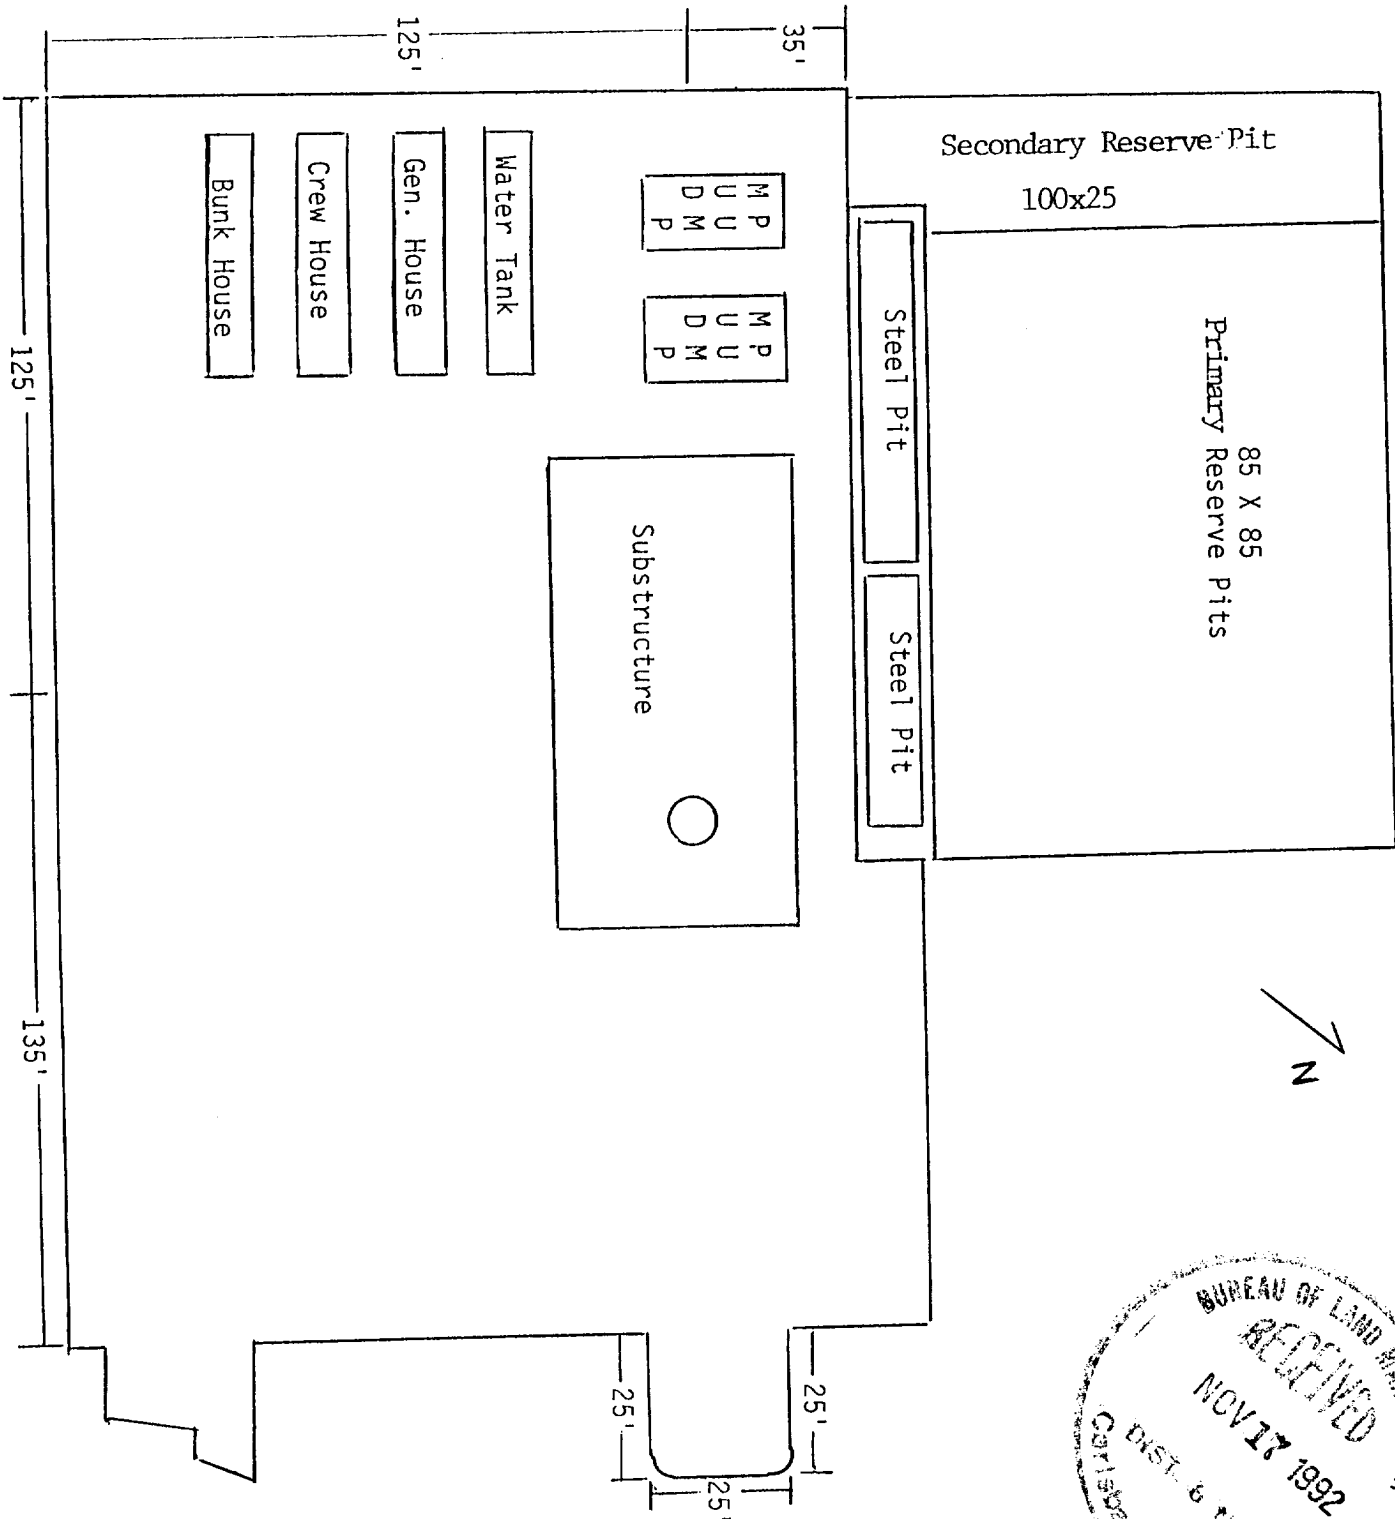 125'
35'
Secondary Reserve Pit
100x25
85 X 85
Primary Reserve Pits
Steel Pit
Steel Pit
MUD
PUMP
MUD
PUMP
Water Tank
Gen. House
Crew House
Bunk House
Substructure
125'
135'
25'
25'
25'
N
BUREAU OF LAND
RECEIVED
NOV 17 1992
DIST. 6